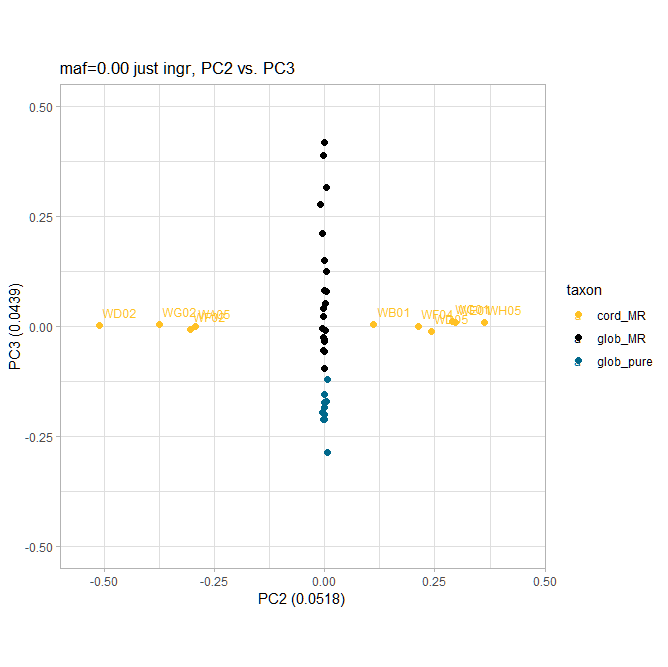 maf=0.00 just ingr, PC2 vs. PC3
0.50
0.25
0.00
-0.25
-0.50
PC3 (0.0439)
WD02
WG02
WF02
WB01
WF04
WD05
WH05
-0.50
-0.25
0.00
0.25
0.50
PC2 (0.0518)
taxon
cord_MR
glob_MR
glob_pure